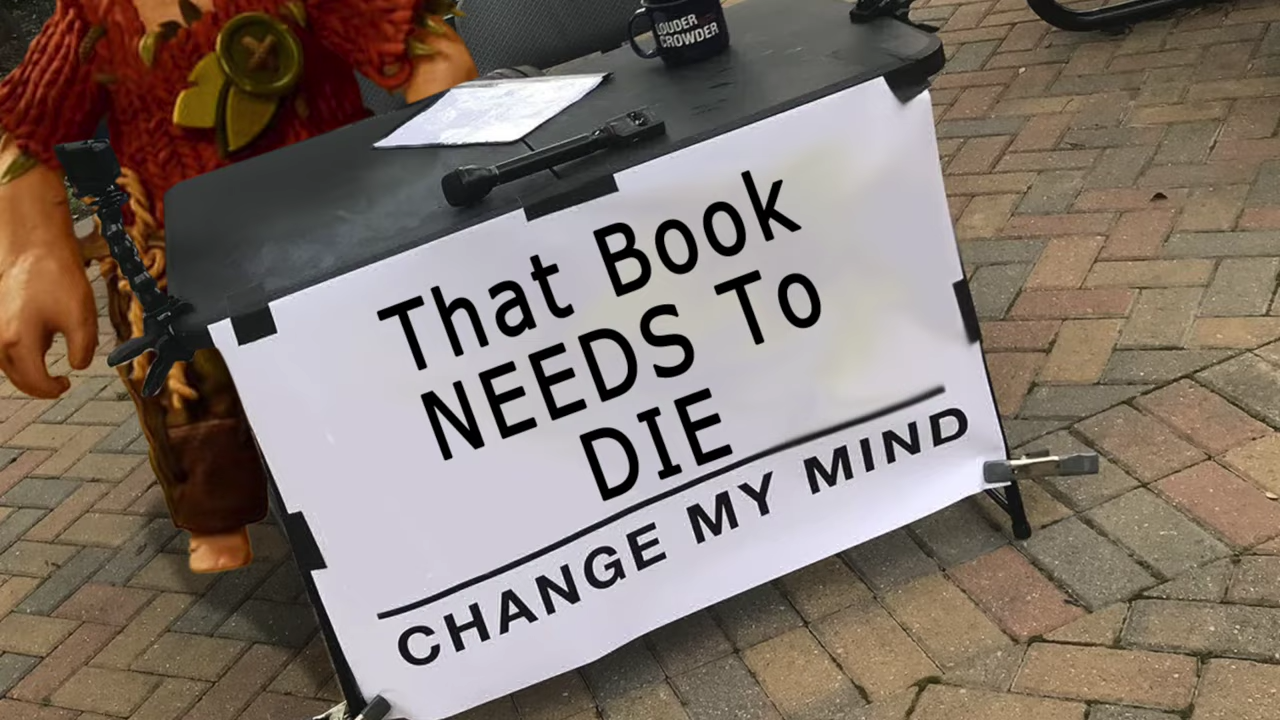 LOUDER
CROWDER
That Book
NEEDS To
DIE
CHANGE MY MIND